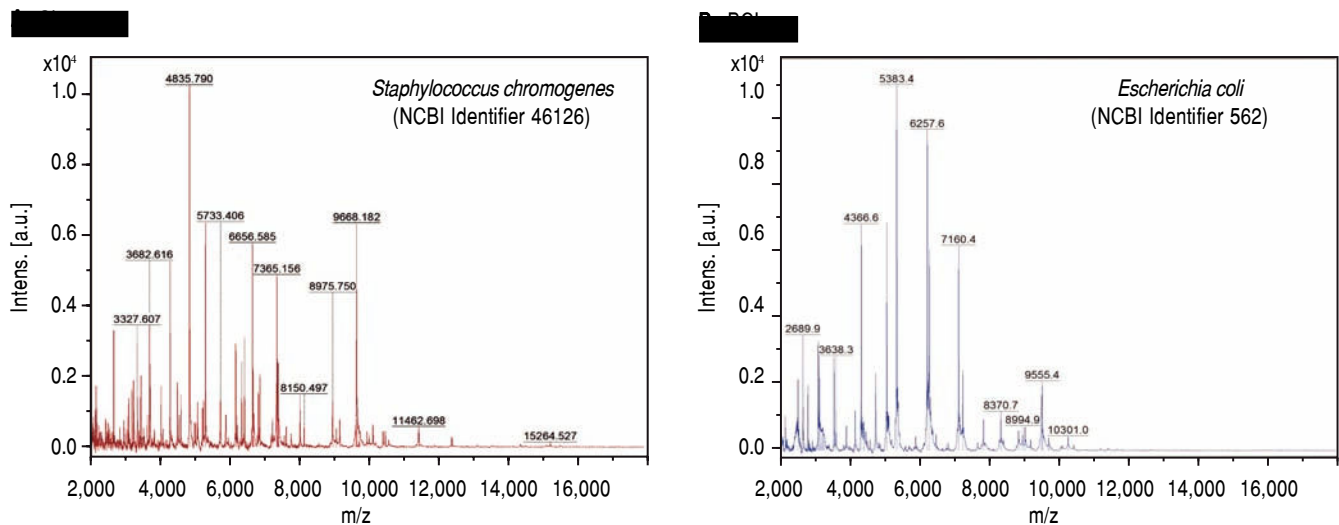 x10⁴
1.0
0.8
0.6
0.4
0.2
0.0
Intens. [a.u.]
4835.790
Staphylococcus chromogenes
(NCBI Identifier 46126)
5733.406
9668.182
6656.585
3682.616
7365.156
8975.750
3327.607
8150.497
11462.698
15264.527
2,000 4,000 6,000 8,000 10,000 12,000 14,000 16,000
m/z
x10⁴
1.0
0.8
0.6
0.4
0.2
0.0
Intens. [a.u.]
5383.4
Escherichia coli
(NCBI Identifier 562)
6257.6
4366.6
7160.4
2689.9
3638.3
9555.4
8370.7
8994.9
10301.0
2,000 4,000 6,000 8,000 10,000 12,000 14,000 16,000
m/z